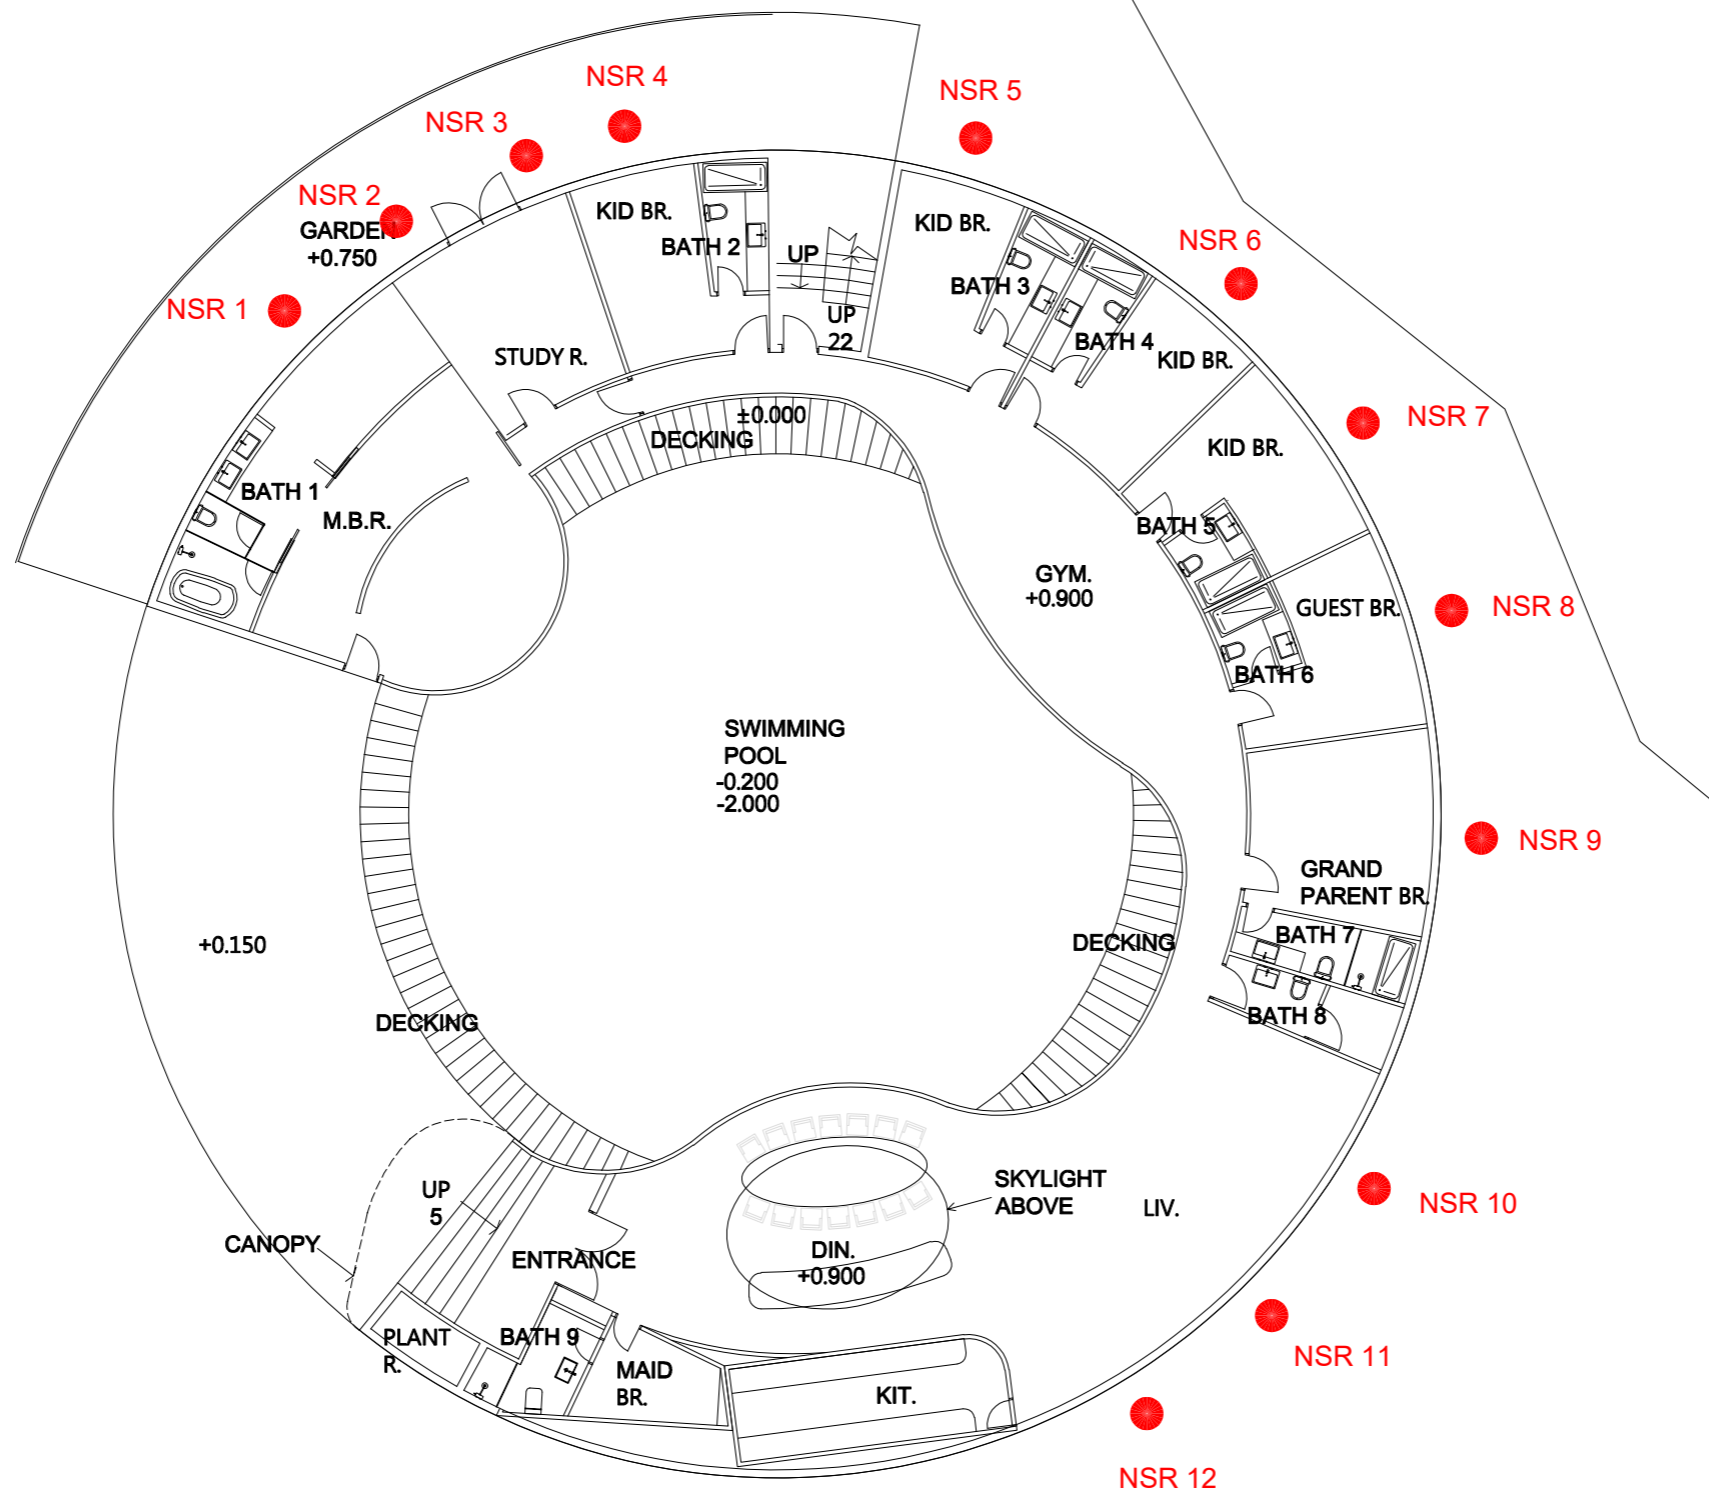 NSR 4
NSR 5
NSR 3
NSR 2
GARDEN
+0.750
NSR 1
KID BR.
BATH 2
UP
UP
22
KID BR.
BATH 3
NSR 6
BATH 4
KID BR.
STUDY R.
±0.000
DECKING
NSR 7
KID BR.
BATH 1
M.B.R.
BATH 5
GYM.
+0.900
GUEST BR.
NSR 8
BATH 6
SWIMMING
POOL
-0.200
-2.000
NSR 9
GRAND
PARENT BR.
BATH 7
+0.150
DECKING
DECKING
BATH 8
SKYLIGHT
ABOVE
LIV.
NSR 10
UP
5
CANOPY
ENTRANCE
DIN.
+0.900
PLANT
R.
BATH 9
MAID
BR.
KIT.
NSR 11
NSR 12